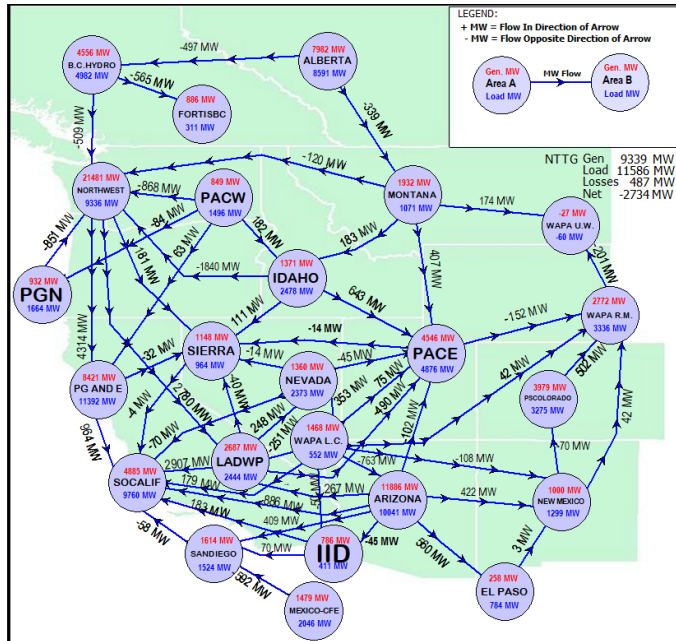 LEGEND:
+ MW = Flow In Direction of Arrow
- MW = Flow Opposite Direction of Arrow
Gen. MW
Area A
Load MW
MW Flow
Gen. MW
Area B
Load MW
NTTG Gen 9339 MW
Load 11586 MW
Losses 487 MW
Net -2734 MW
4556 MW
B.C.HYDRO
4982 MW
-497 MW
7982 MW
ALBERTA
8591 MW
-565 MW
886 MW
FORTISBC
311 MW
-339 MW
-509 MW
-120 MW
21481 MW
NORTHWEST
9336 MW
-868 MW
849 MW
PACW
1496 MW
1932 MW
MONTANA
1071 MW
174 MW
-27 MW
WAPA U.W.
-60 MW
-84 MW
-851 MW
63 MW
182 MW
183 MW
-201 MW
181 MW
-1840 MW
407 MW
932 MW
PGN
1664 MW
1371 MW
IDAHO
2478 MW
643 MW
2772 MW
WAPA R.M.
3336 MW
4314 MW
111 MW
-14 MW
-152 MW
-32 MW
1148 MW
SIERRA
964 MW
-14 MW
1360 MW
NEVADA
2373 MW
-45 MW
4546 MW
PACE
4876 MW
502 MW
8421 MW
PG AND E
11392 MW
-4 MW
2780 MW
-40 MW
353 MW
75 MW
42 MW
3979 MW
PSCOLORADO
3275 MW
42 MW
964 MW
-70 MW
248 MW
-251 MW
1468 MW
WAPA L.C.
552 MW
-490 MW
-102 MW
70 MW
4885 MW
SOCALIF
9760 MW
2907 MW
2687 MW
LADWP
2444 MW
-763 MW
-108 MW
179 MW
-886 MW
-267 MW
11886 MW
ARIZONA
10041 MW
422 MW
1000 MW
NEW MEXICO
1299 MW
183 MW
409 MW
-58 MW
1614 MW
SANDIEGO
1524 MW
70 MW
786 MW
IID
411 MW
-45 MW
560 MW
3 MW
592 MW
1479 MW
MEXICO-CFE
2046 MW
258 MW
EL PASO
784 MW